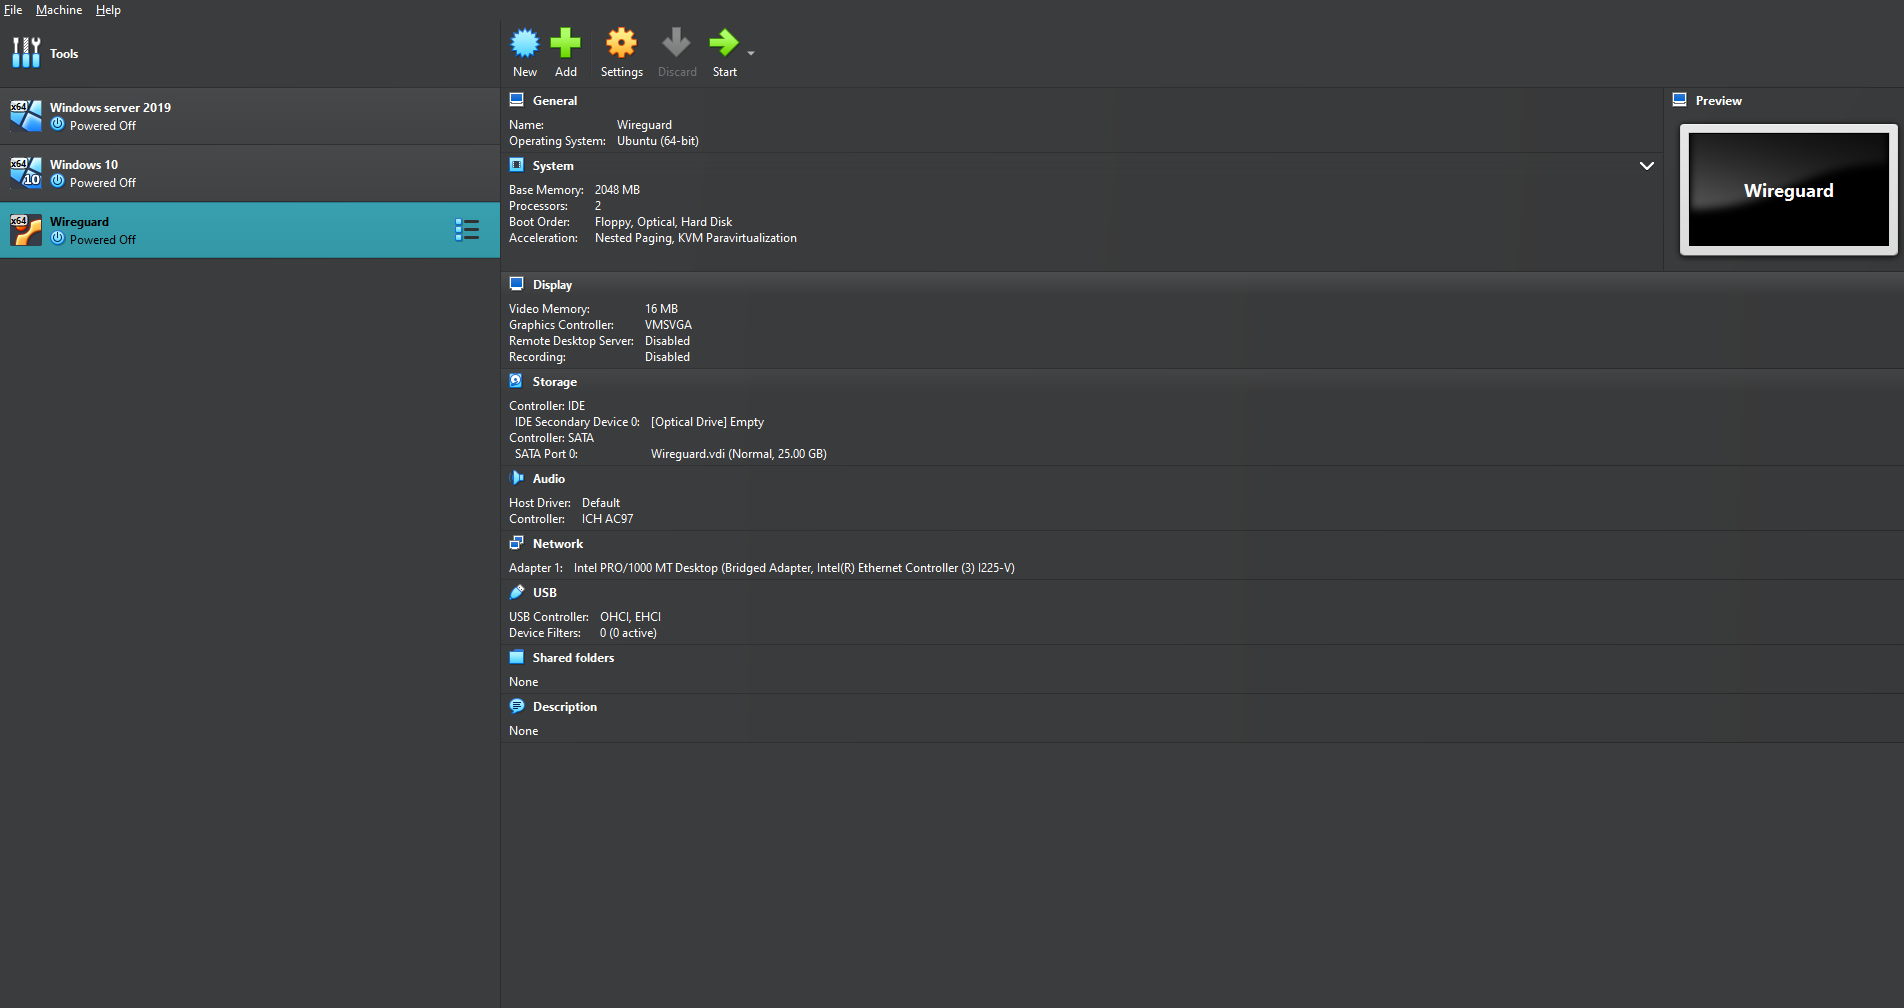 File Machine Help
Tools
New Add Settings Discard Start
x64 Windows server 2019
Powered Off
x64 10 Windows 10
Powered Off
x64 Wireguard
Powered Off
General
Name: Wireguard
Operating System: Ubuntu (64-bit)
System
Base Memory: 2048 MB
Processors: 2
Boot Order: Floppy, Optical, Hard Disk
Acceleration: Nested Paging, KVM Paravirtualization
Preview
Wireguard
Display
Video Memory: 16 MB
Graphics Controller: VMSVGA
Remote Desktop Server: Disabled
Recording: Disabled
Storage
Controller: IDE
IDE Secondary Device 0: [Optical Drive] Empty
Controller: SATA
SATA Port 0: Wireguard.vdi (Normal, 25.00 GB)
Audio
Host Driver: Default
Controller: ICH AC97
Network
Adapter 1: Intel PRO/1000 MT Desktop (Bridged Adapter, Intel(R) Ethernet Controller (3) I225-V)
USB
USB Controller: OHCI, EHCI
Device Filters: 0 (0 active)
Shared folders
None
Description
None